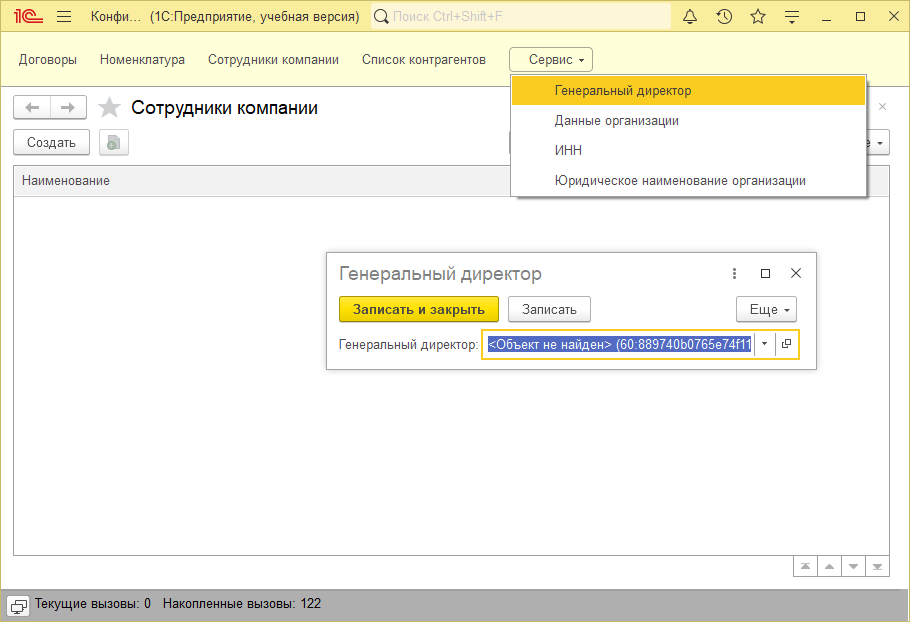 1С Конфи... (1С:Предприятие, учебная версия) Поиск Ctrl+Shift+F
Договоры Номенклатура Сотрудники компании Список контрагентов Сервис
Генеральный директор
Данные организации
ИНН
Юридическое наименование организации
Сотрудники компании
Создать
Наименование
Генеральный директор
Записать и закрыть Записать Еще
Генеральный директор: <Объект не найден> (60:889740b0765e74f11
Текущие вызовы: 0 Накопленные вызовы: 122